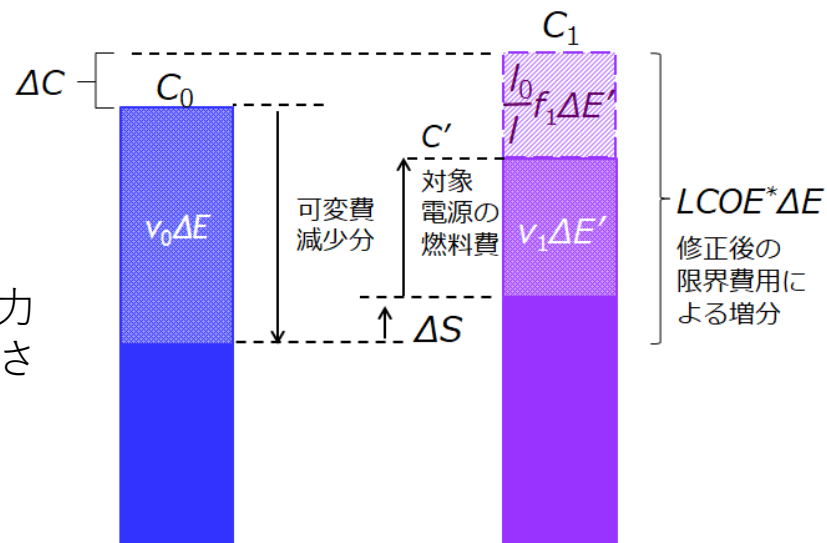 ΔC
C₀
v₀ΔE
力
さ
可変費
減少分
C′
対象
電源の
燃料費
ΔS
C₁
l₀/l f₁ΔE′
v₁ΔE′
LCOE*ΔE
修正後の
限界費用に
よる増分